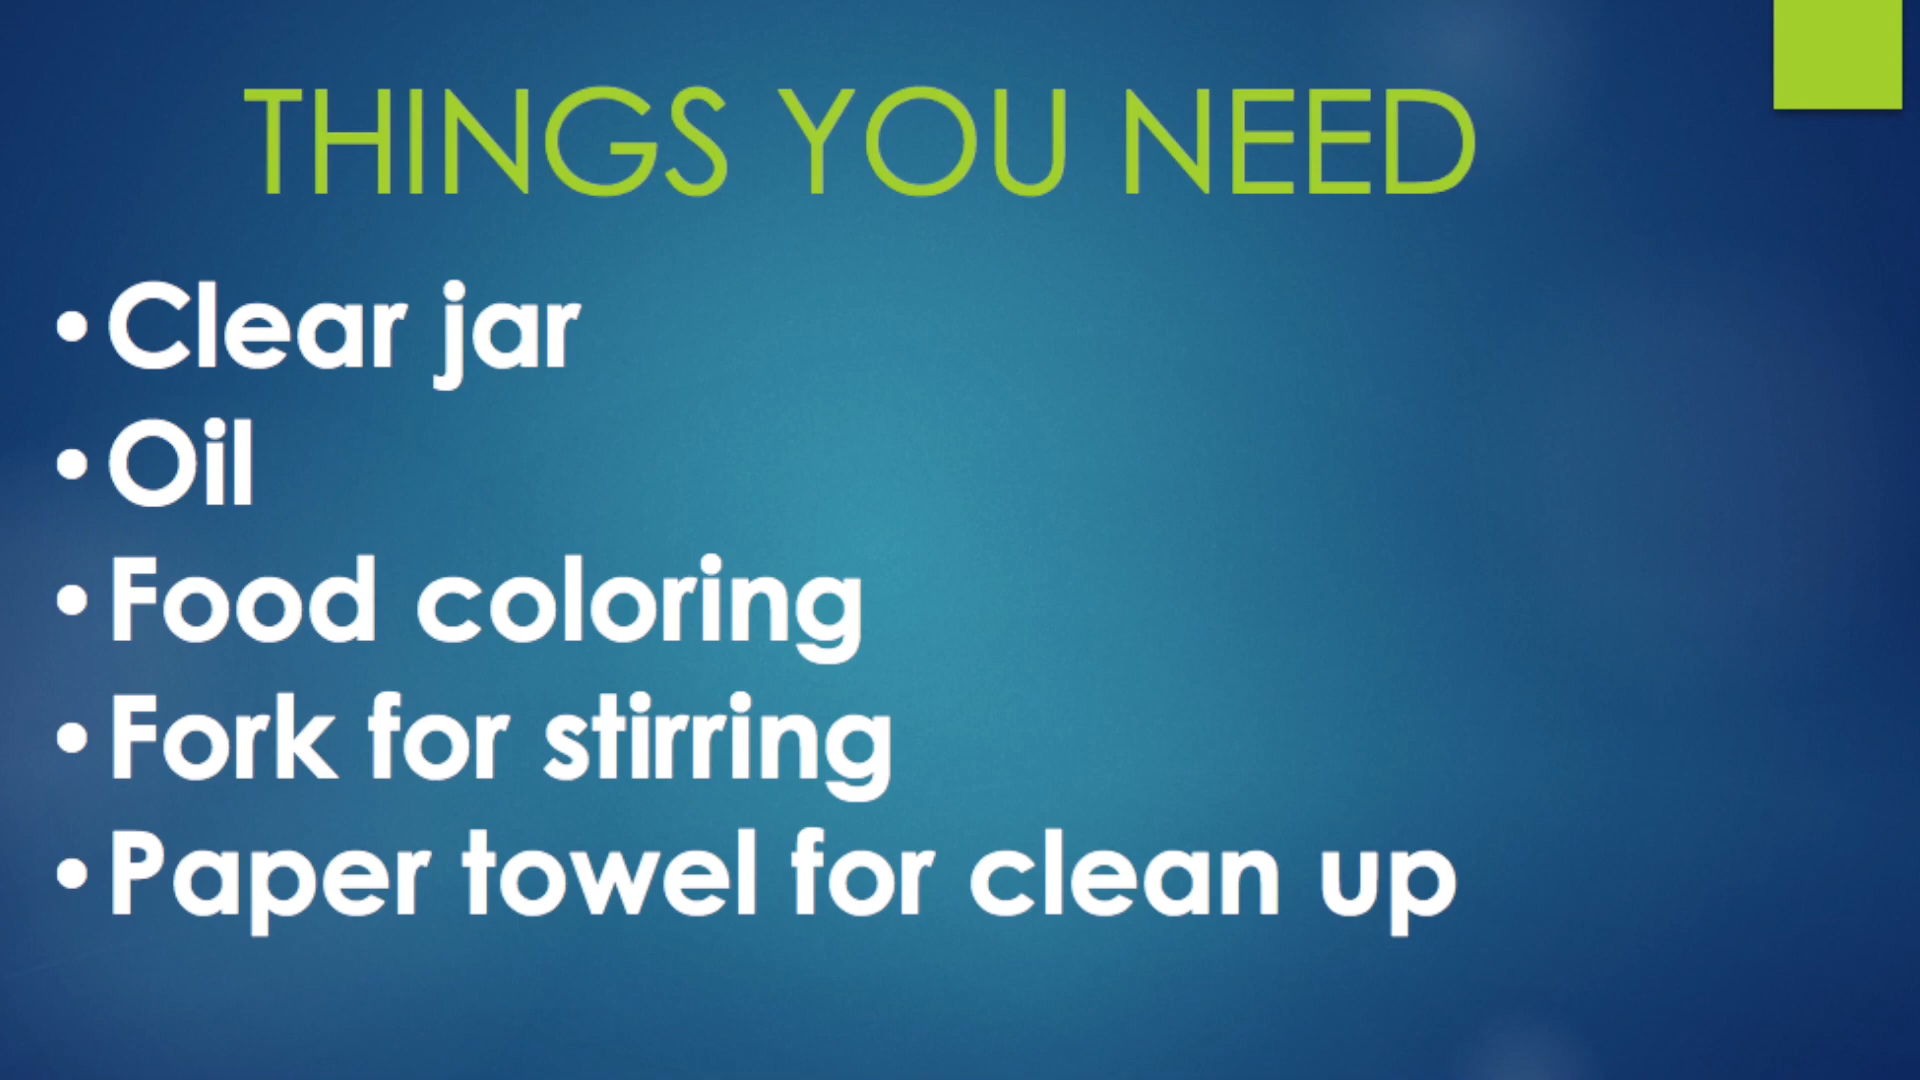 THINGS YOU NEED
• Clear jar
• Oil
• Food coloring
• Fork for stirring
• Paper towel for clean up